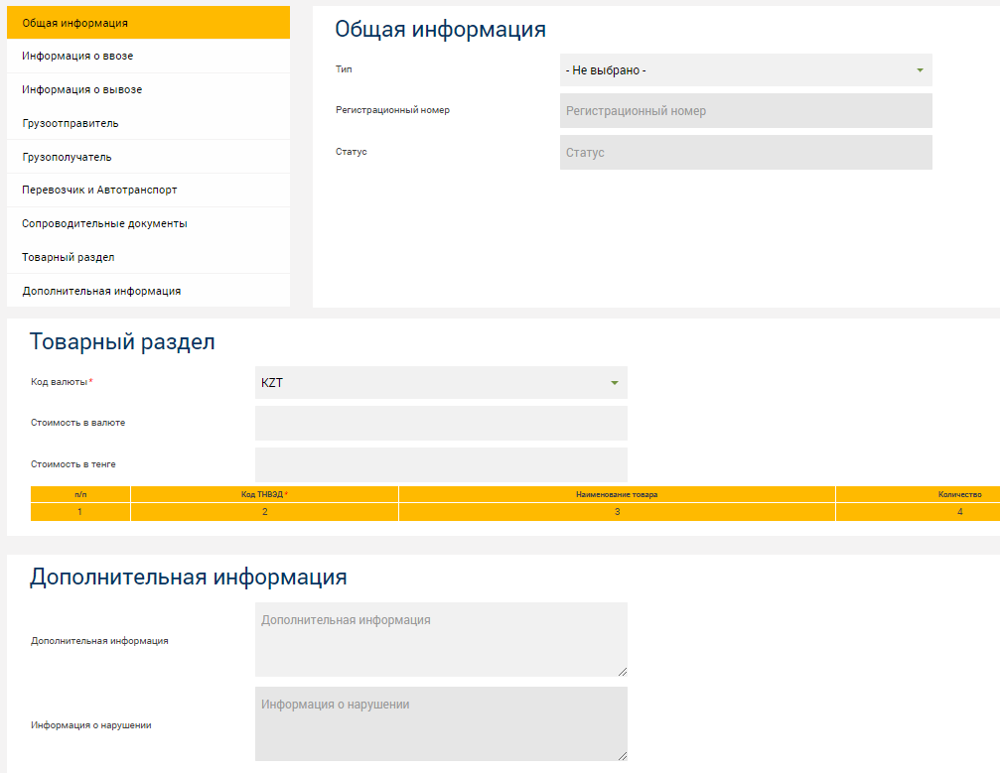 Общая информация
Информация о ввозе
Информация о вывозе
Грузоотправитель
Грузополучатель
Перевозчик и Автотранспорт
Сопроводительные документы
Товарный раздел
Дополнительная информация
Общая информация
Тип - Не выбрано -
Регистрационный номер Регистрационный номер
Статус Статус
Товарный раздел
Код валюты* KZT
Стоимость в валюте
Стоимость в тенге
п/п Код ТНВЭД * Наименование товара Количество
1 2 3 4
Дополнительная информация
Дополнительная информация Дополнительная информация
Информация о нарушении Информация о нарушении